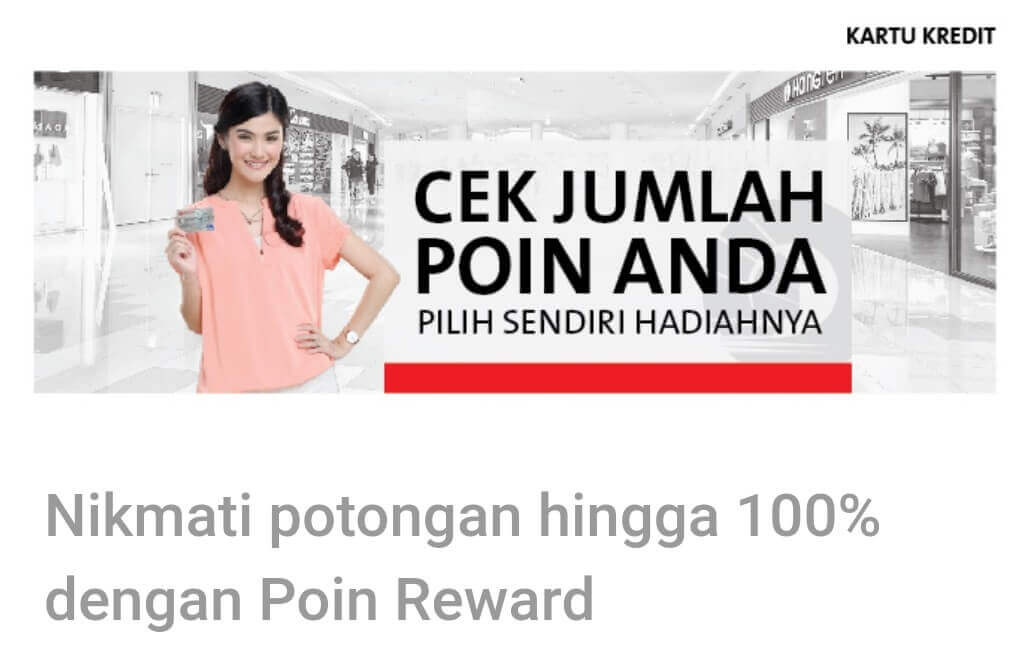 KARTU KREDIT
CEK JUMLAH
POIN ANDA
PILIH SENDIRI HADIAHNYA
Nikmati potongan hingga 100%
dengan Poin Reward